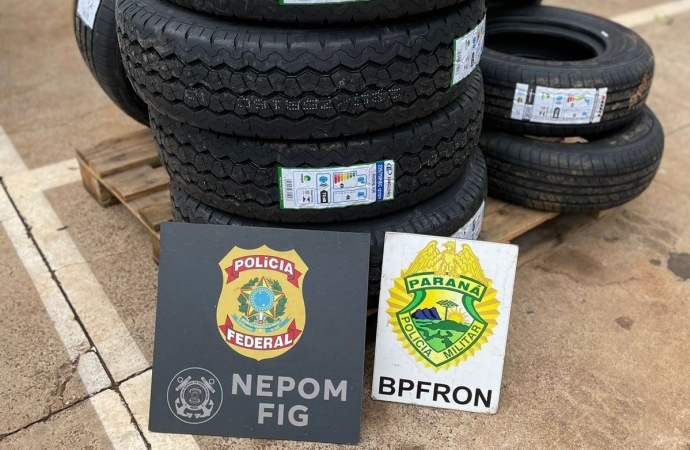 POLÍCIA
FEDERAL
NEPOM
FIG
PARANÁ
POLÍCIA MILITAR
BPFRON